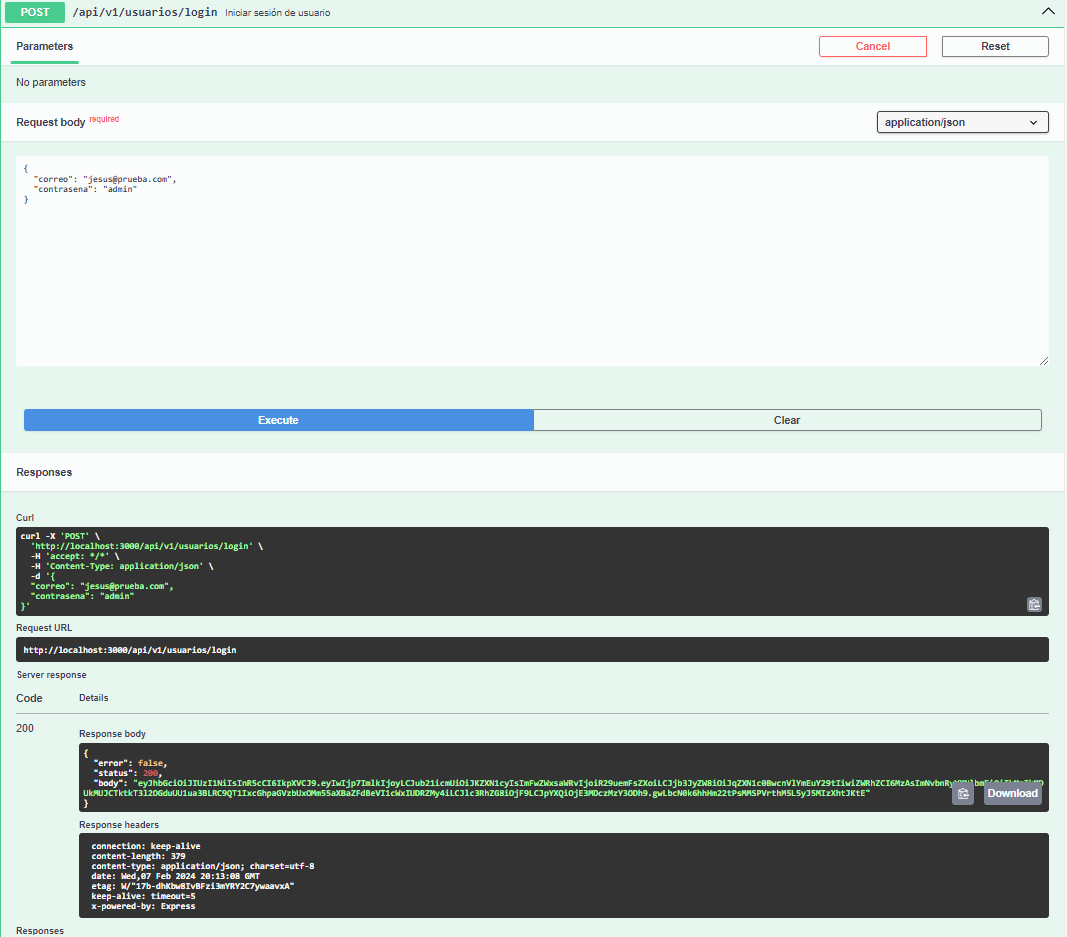 POST /api/v1/usuarios/login Iniciar sesión de usuario
Parameters
Cancel
Reset
No parameters
Request body required
application/json
{
"correo": "jesus@prueba.com",
"contrasena": "admin"
}
Execute
Clear
Responses
Curl
curl -X 'POST' \
'http://localhost:3000/api/v1/usuarios/login' \
-H 'accept: */*' \
-H 'Content-Type: application/json' \
-d '{
"correo": "jesus@prueba.com",
"contrasena": "admin"
}'
Request URL
http://localhost:3000/api/v1/usuarios/login
Server response
Code Details
200
Response body
{
"error": false,
"status": 200,
"body":
}
Download
Response headers
connection: keep-alive
content-length: 379
content-type: application/json; charset=utf-8
date: Wed,07 Feb 2024 20:13:08 GMT
etag: W/"17b-dhKbw8IvBFzi3mYRY2C7ywaavxA"
keep-alive: timeout=5
x-powered-by: Express
Responses